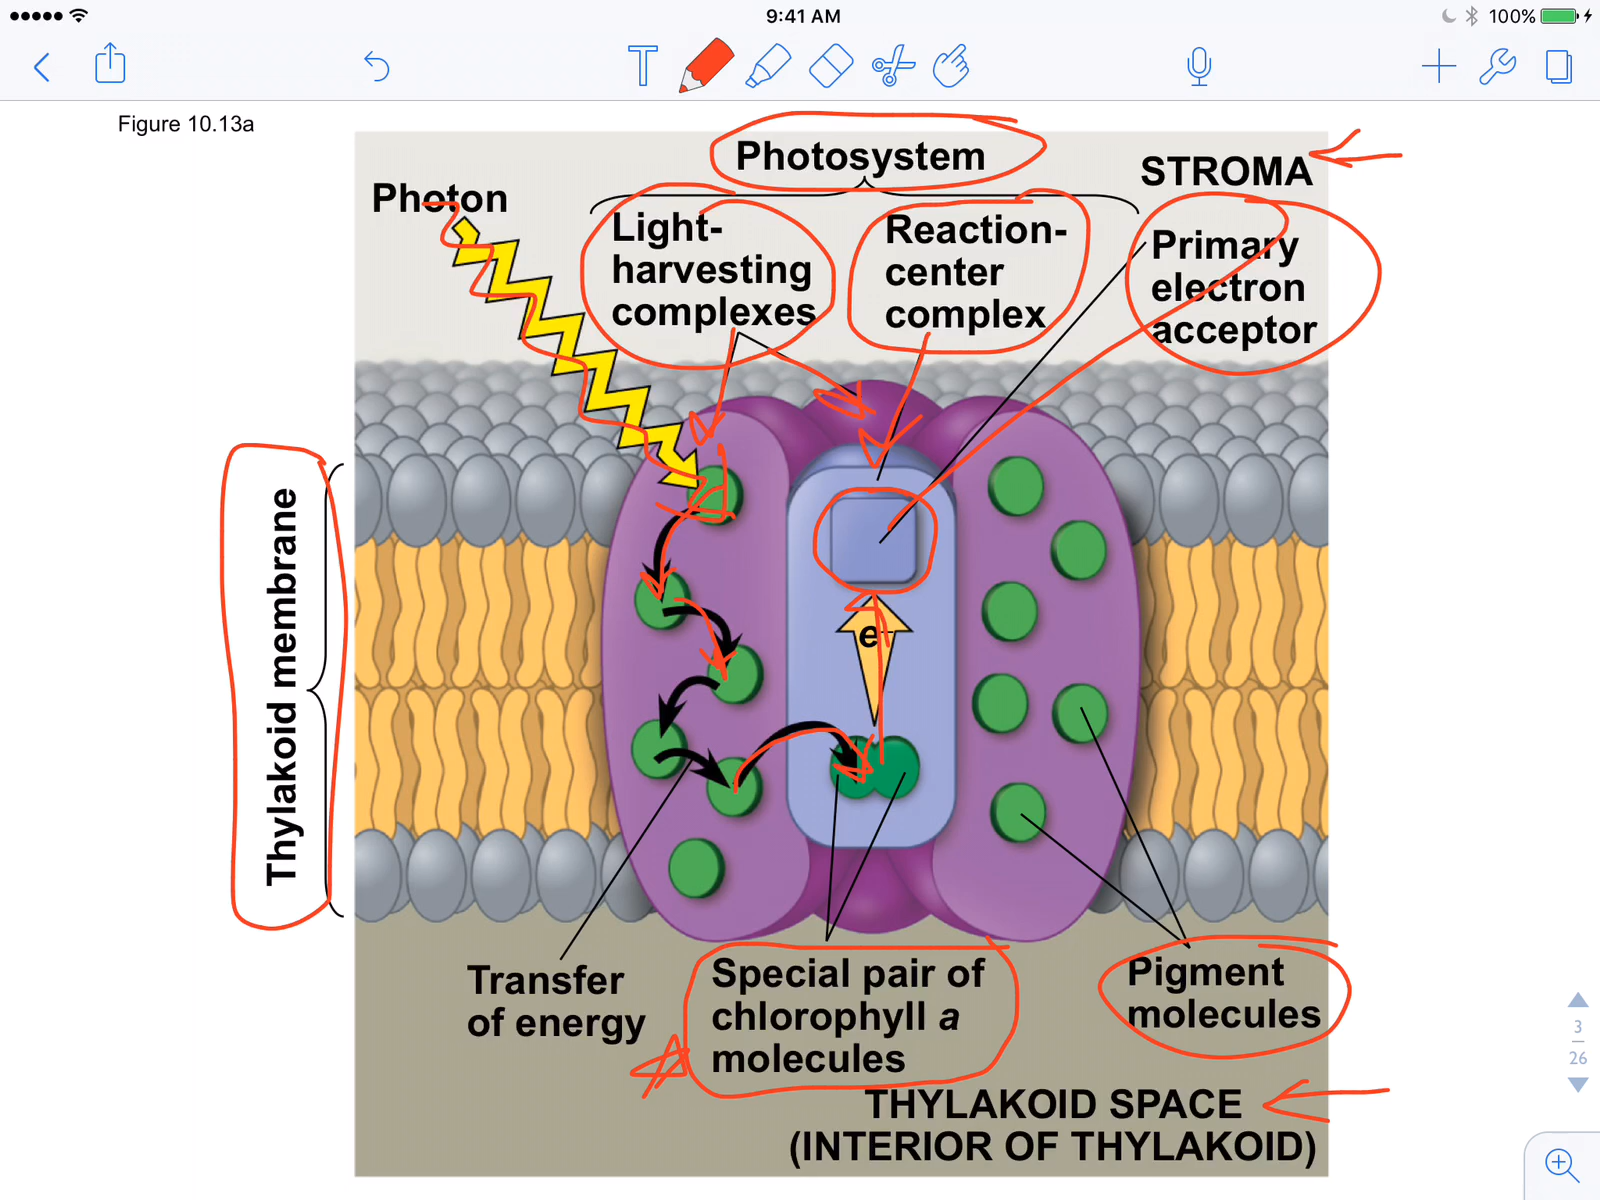 9:41 AM
100%
T
Figure 10.13a
Photosystem
STROMA
Photon
Light-
harvesting
complexes
Reaction-
center
complex
Primary
electron
acceptor
Thylakoid membrane
e⁻
Transfer
of energy
Special pair of
chlorophyll a
molecules
Pigment
molecules
THYLAKOID SPACE
(INTERIOR OF THYLAKOID)
3
26